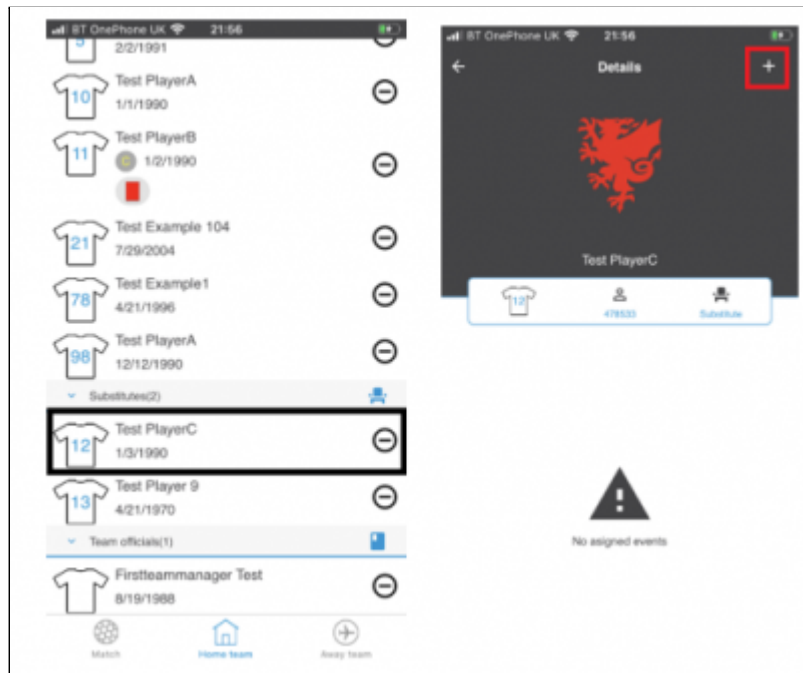 BT OnePhone UK 21:56
5
2/2/1991
10
Test PlayerA
1/1/1990
11
Test PlayerB
C 1/2/1990
21
Test Example 104
7/29/2004
78
Test Example1
4/21/1996
98
Test PlayerA
12/12/1990
Substitutes(2)
12
Test PlayerC
1/3/1990
13
Test Player 9
4/21/1970
Team officials(1)
Firstteammanager Test
8/19/1988
Match
Home team
Away team
BT OnePhone UK 21:56
Details
Test PlayerC
12
478533
Substitute
No asigned events